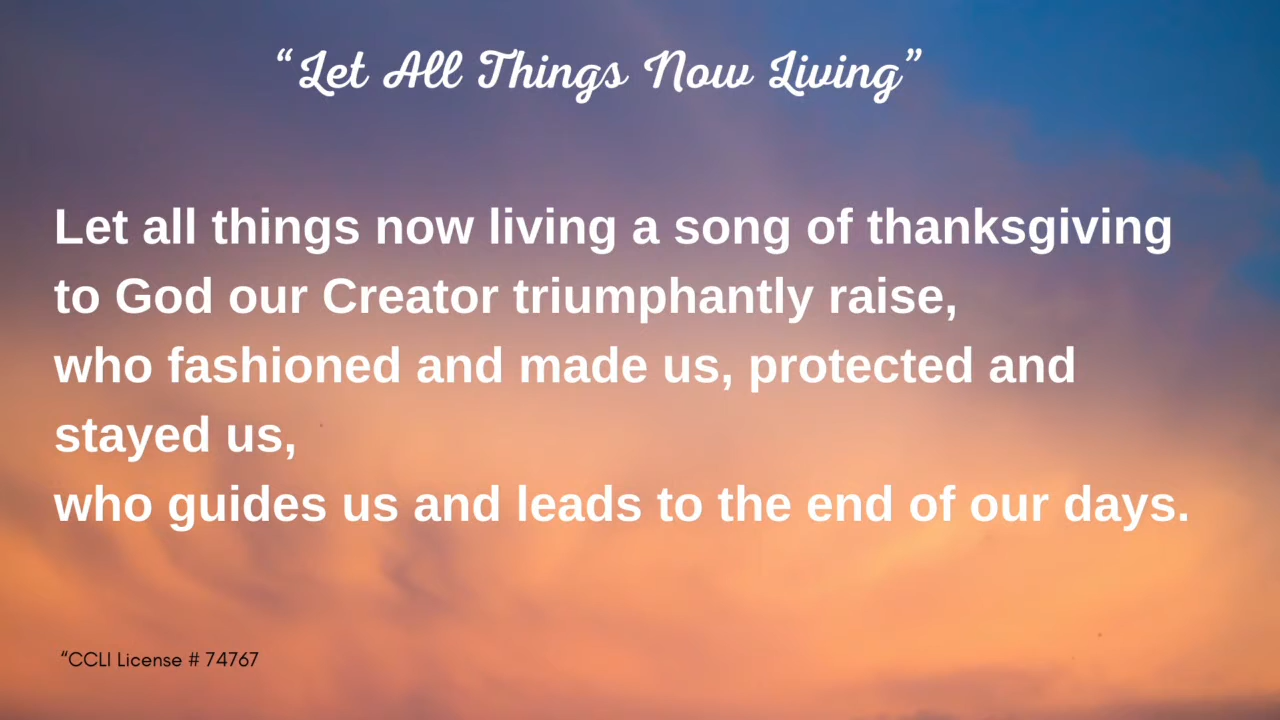 “Let All Things Now Living”
Let all things now living a song of thanksgiving
to God our Creator triumphantly raise,
who fashioned and made us, protected and
stayed us,
who guides us and leads to the end of our days.
“CCLI License # 74767